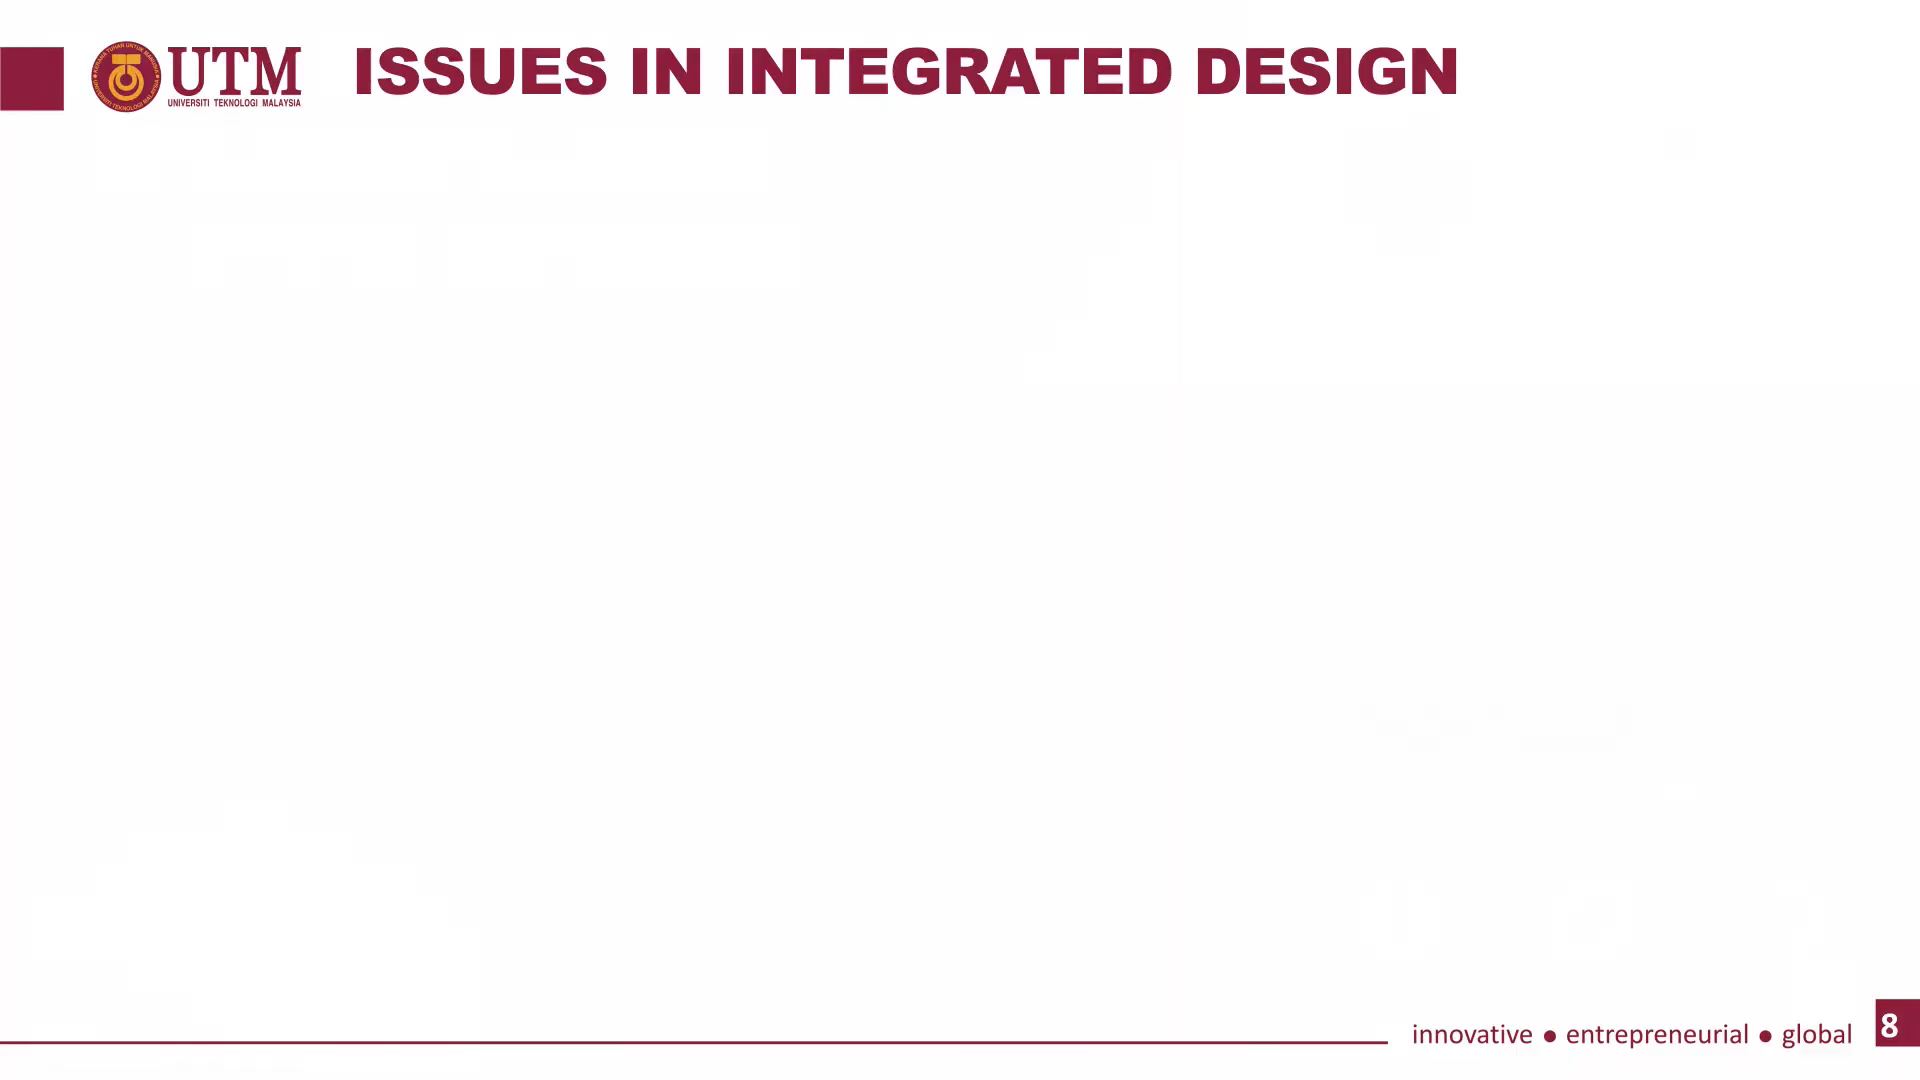 UTM
UNIVERSITI TEKNOLOGI MALAYSIA
ISSUES IN INTEGRATED DESIGN
innovative ● entrepreneurial ● global
8